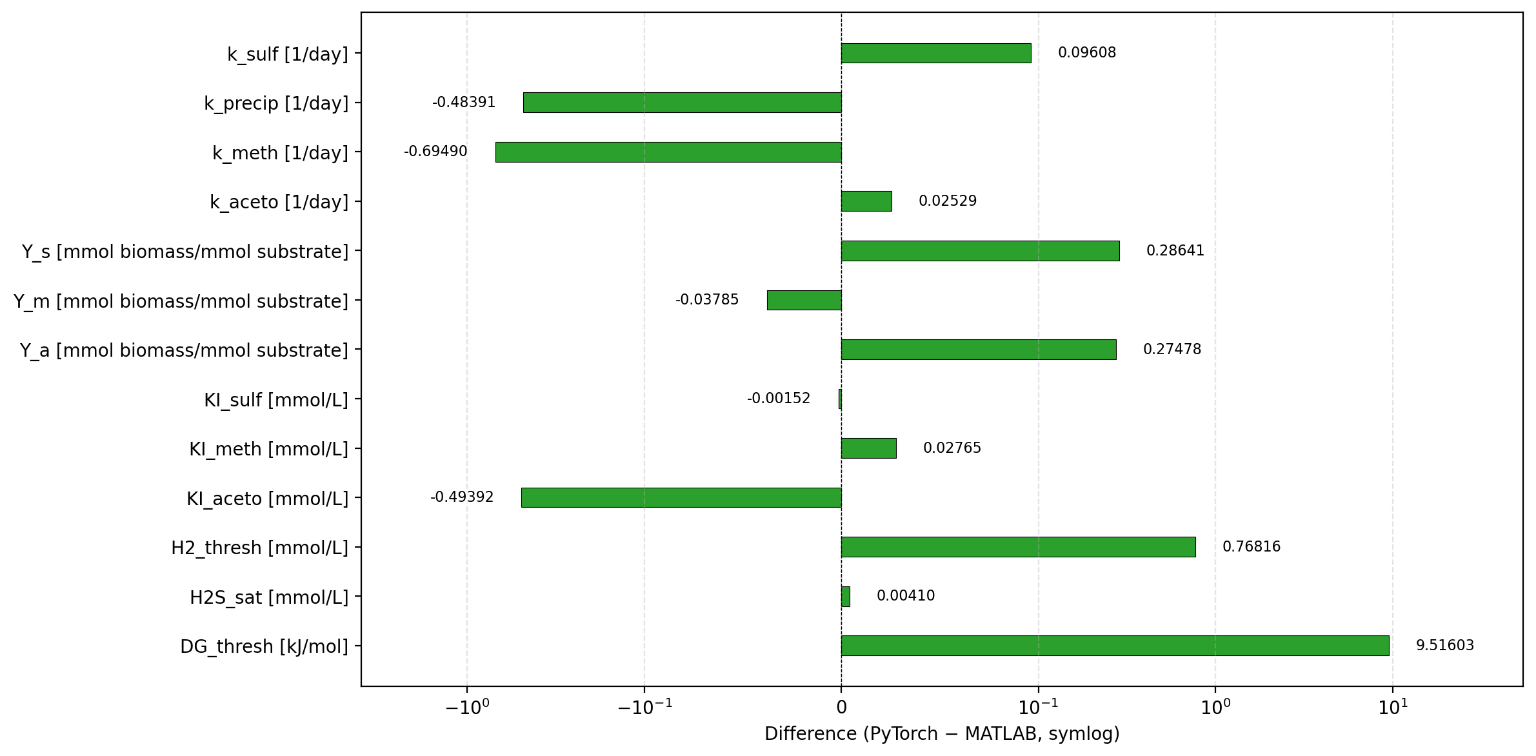 k_sulf [1/day]
0.09608
k_precip [1/day]
-0.48391
k_meth [1/day]
-0.69490
k_aceto [1/day]
0.02529
Y_s [mmol biomass/mmol substrate]
0.28641
Y_m [mmol biomass/mmol substrate]
-0.03785
Y_a [mmol biomass/mmol substrate]
0.27478
KI_sulf [mmol/L]
-0.00152
KI_meth [mmol/L]
0.02765
KI_aceto [mmol/L]
-0.49392
H2_thresh [mmol/L]
0.76816
H2S_sat [mmol/L]
0.00410
DG_thresh [kJ/mol]
9.51603
−10⁰ −10⁻¹ 0 10⁻¹ 10⁰ 10¹
Difference (PyTorch − MATLAB, symlog)